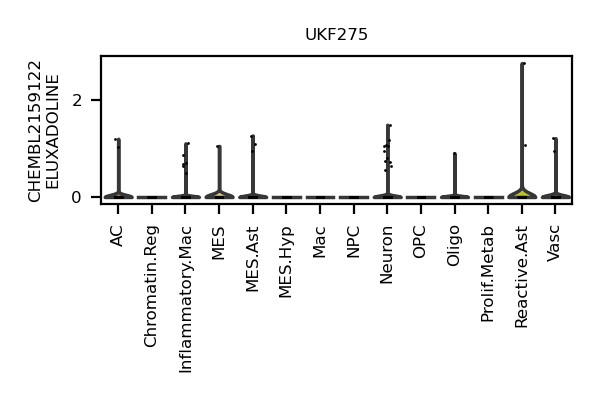 UKF275
CHEMBL2159122
ELUXADOLINE
2
0
AC
Chromatin.Reg
Inflammatory.Mac
MES
MES.Ast
MES.Hyp
Mac
NPC
Neuron
OPC
Oligo
Prolif.Metab
Reactive.Ast
Vasc